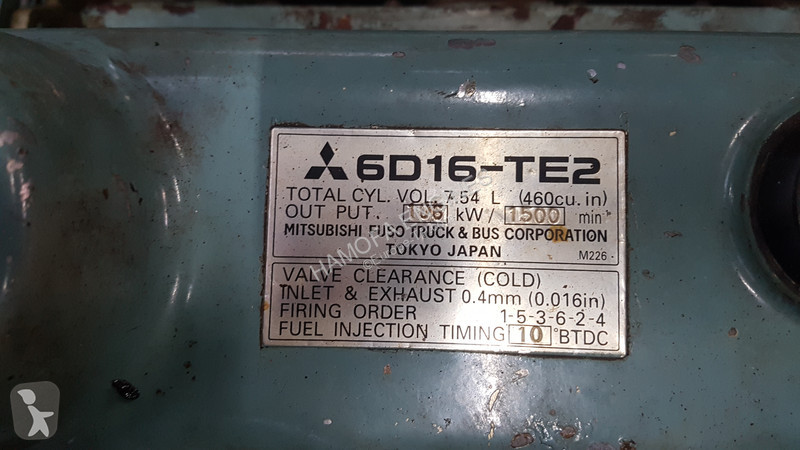 6D16-TE2
TOTAL CYL. VOL. 7.54 L (460cu.in)
OUT PUT. kW/ 1500 min
MITSUBISHI FUSO TRUCK & BUS CORPORATION
TOKYO JAPAN M226
VALVE CLEARANCE (COLD)
INLET & EXHAUST 0.4mm (0.016in)
FIRING ORDER 1-5-3-6-2-4
FUEL INJECTION TIMING 10 °BTDC